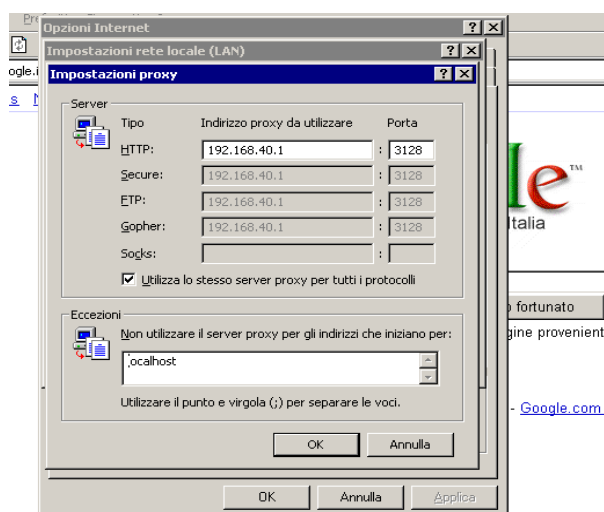 Pre
Opzioni Internet
Impostazioni rete locale (LAN)
ogle.i
Impostazioni proxy
s
Server
Tipo Indirizzo proxy da utilizzare Porta
HTTP: 192.168.40.1 : 3128
Secure: 192.168.40.1 : 3128
FTP: 192.168.40.1 : 3128
Gopher: 192.168.40.1 : 3128
Socks: :
Utilizza lo stesso server proxy per tutti i protocolli
le™
Italia
o fortunato
Eccezioni
Non utilizzare il server proxy per gli indirizzi che iniziano per:
gine provenient
ocalhost
Utilizzare il punto e virgola (;) per separare le voci.
- Google.com
OK Annulla
OK Annulla Applica